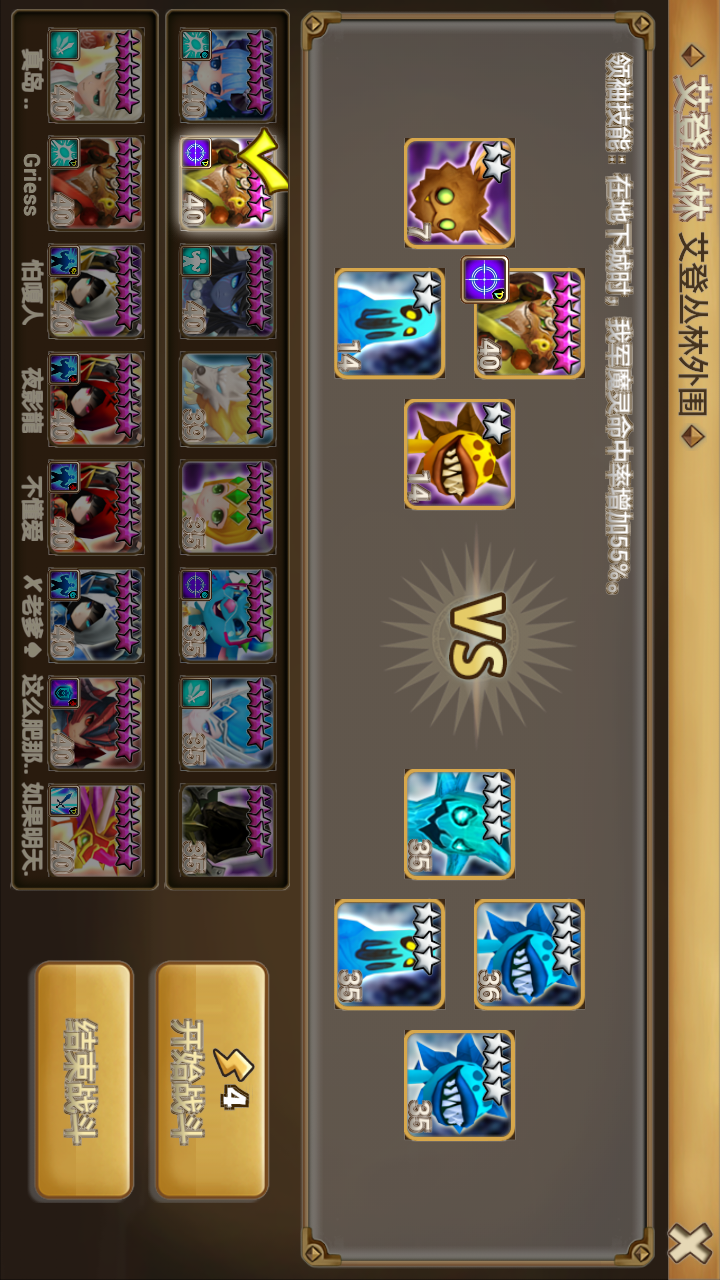 艾登丛林 艾登丛林外围
领袖技能：在地下城时，我军魔灵命中率增加55%。
40 36
7 14 VS 35 35
14 35
40 40 40 39 35 35 35 35
4
开始战斗
40 40 40 40 40 40 40 40
真岛.. Griess 夜影猎 不懂爱 X老爹♠ 这么肥那.. 如果明天.
结束战斗